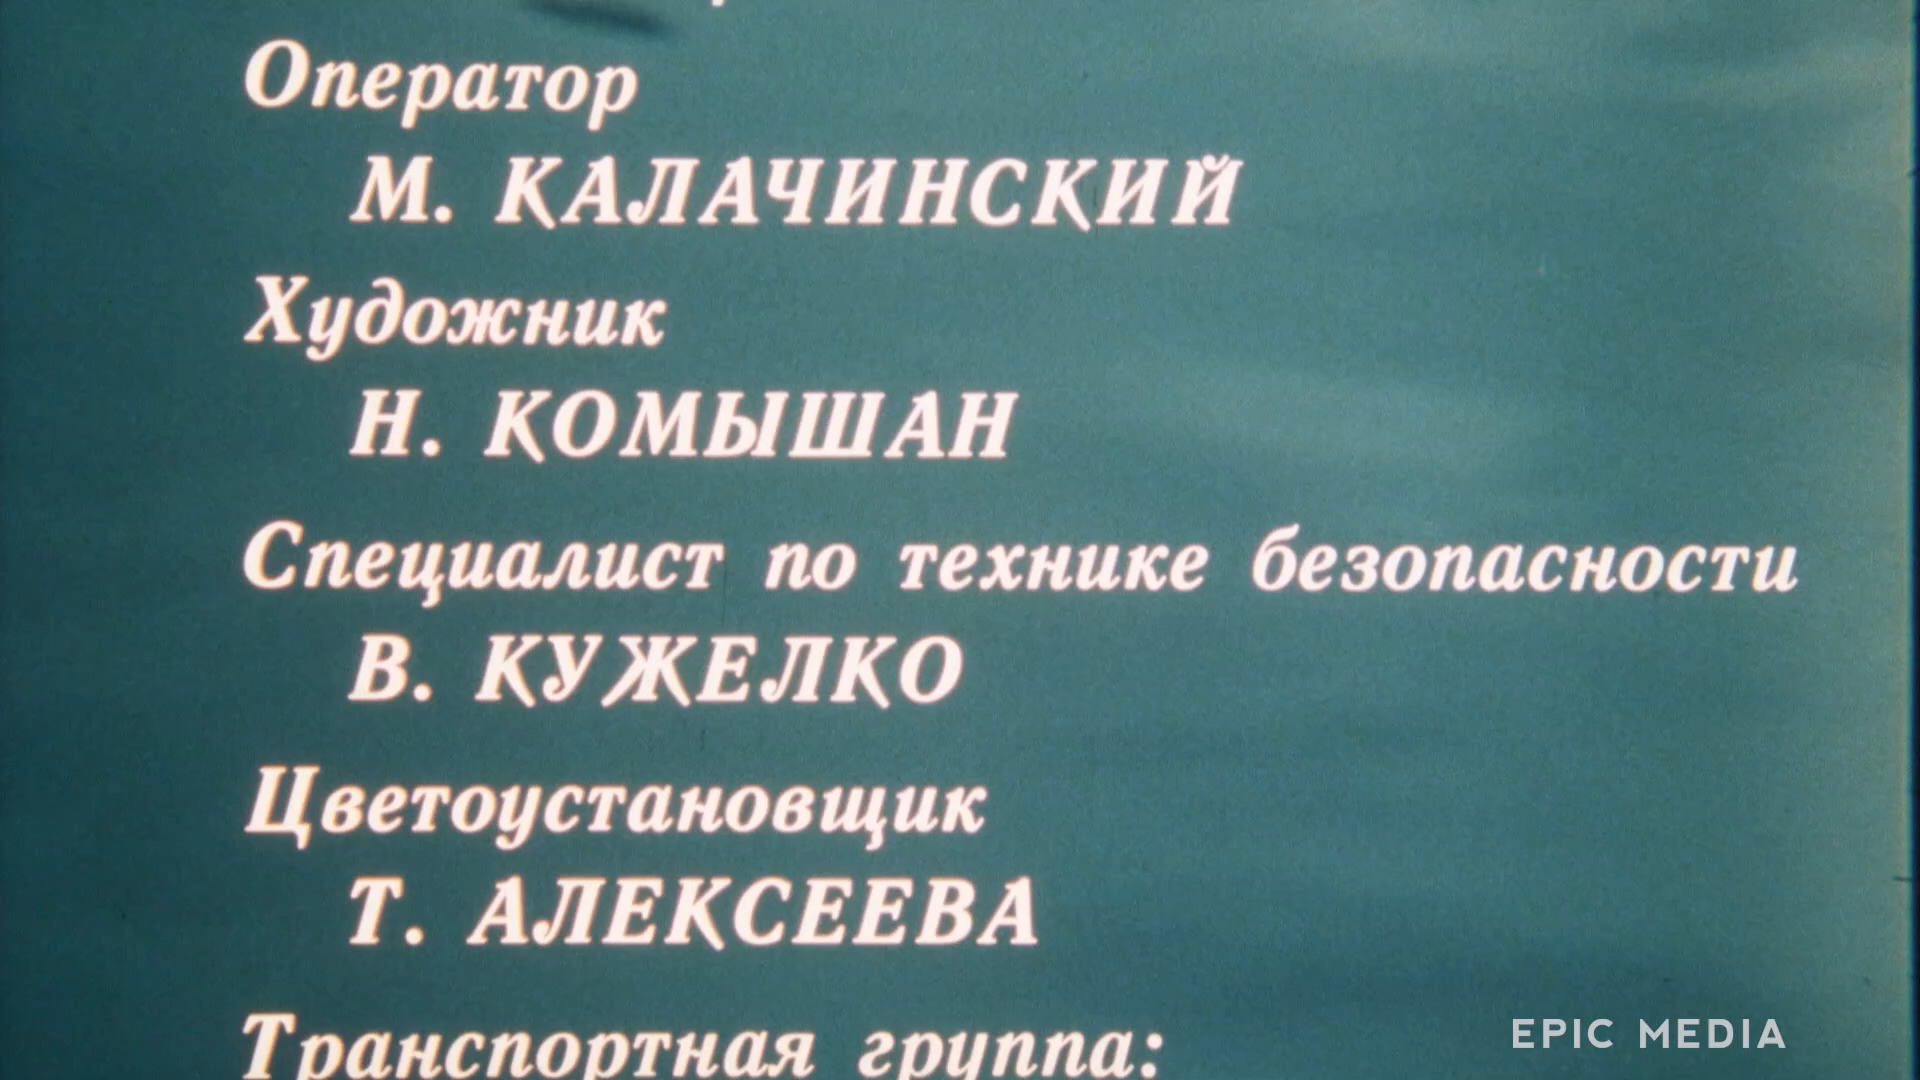 Оператор
М. КАЛАЧИНСКИЙ
Художник
Н. КОМЫШАН
Специалист по технике безопасности
В. КУЖЕЛКО
Цветоустановщик
Т. АЛЕКСЕЕВА
Транспортная группа:
EPIC MEDIA